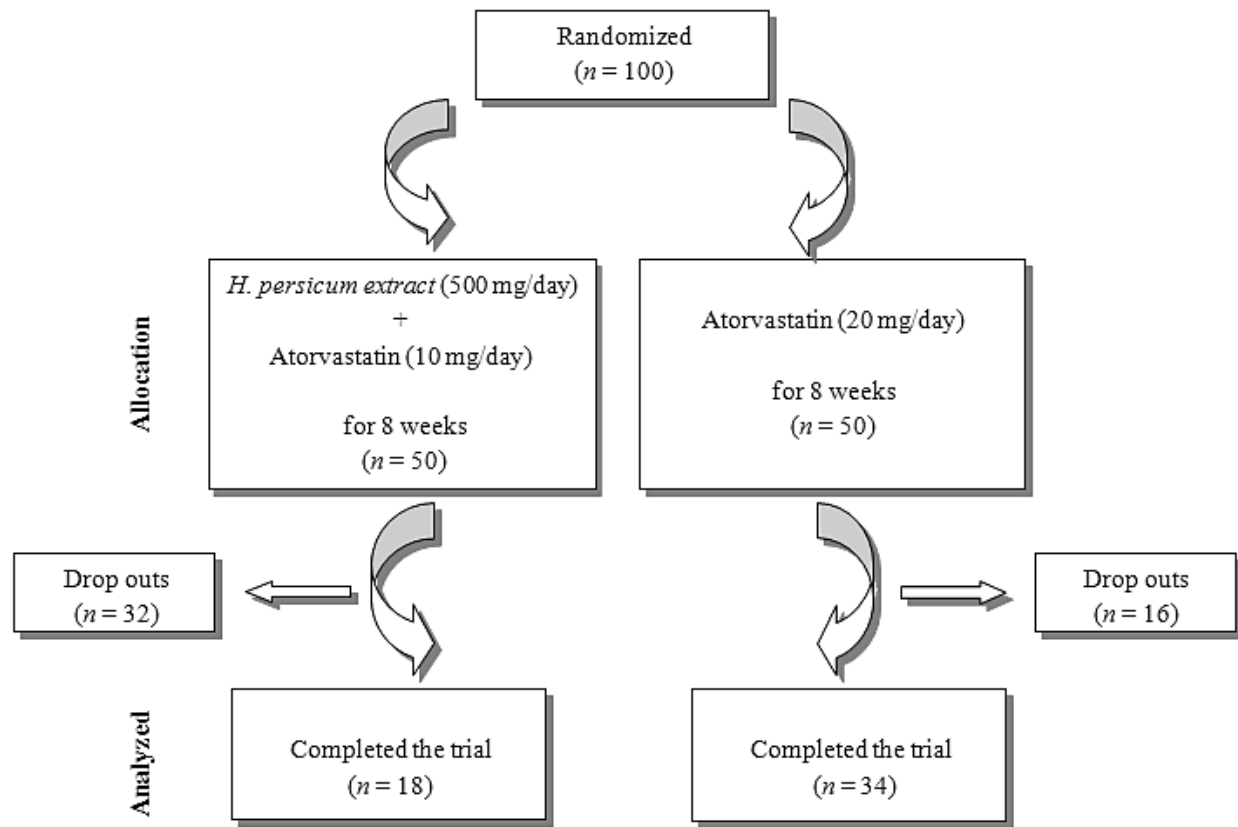 Randomized
(n = 100)
Allocation
H. persicum extract (500 mg/day)
+
Atorvastatin (10 mg/day)
for 8 weeks
(n = 50)
Atorvastatin (20 mg/day)
for 8 weeks
(n = 50)
Drop outs
(n = 32)
Drop outs
(n = 16)
Analyzed
Completed the trial
(n = 18)
Completed the trial
(n = 34)